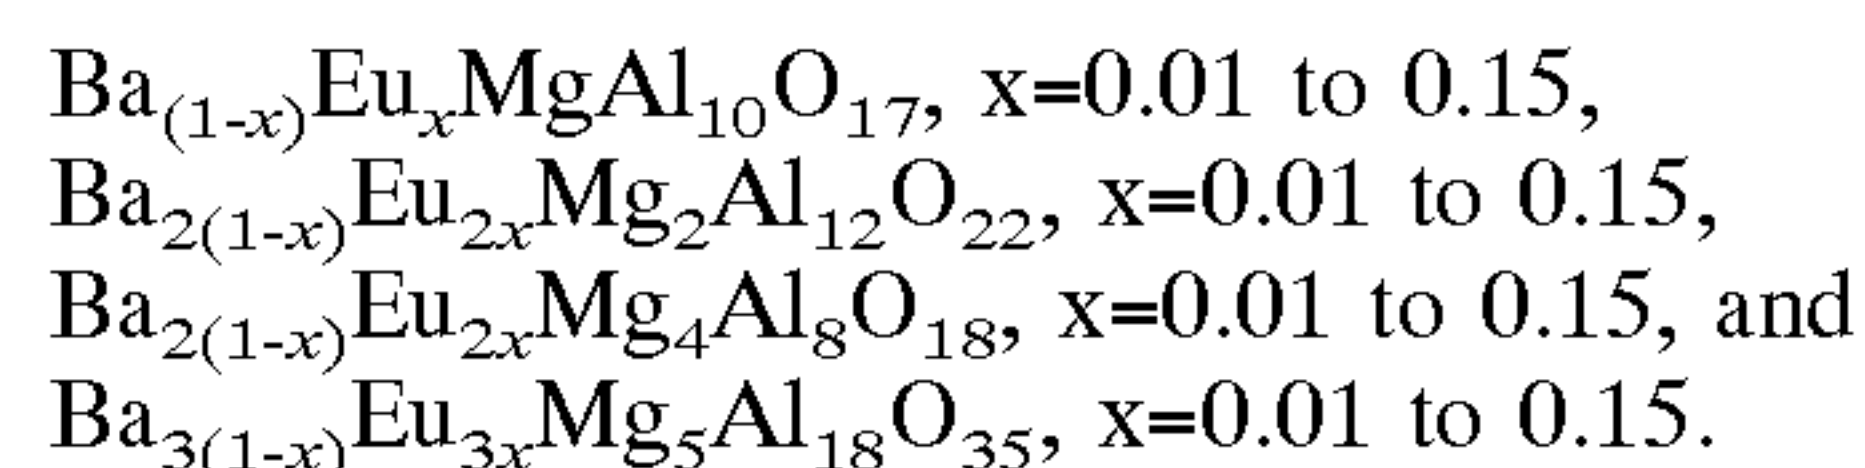 Ba₍₁₋ₓ₎EuₓMgAl₁₀O₁₇, x=0.01 to 0.15,
Ba₂₍₁₋ₓ₎Eu₂ₓMg₂Al₁₂O₂₂, x=0.01 to 0.15,
Ba₂₍₁₋ₓ₎Eu₂ₓMg₄Al₈O₁₈, x=0.01 to 0.15, and
Ba₃₍₁₋ₓ₎Eu₃ₓMg₅Al₁₈O₃₅, x=0.01 to 0.15.